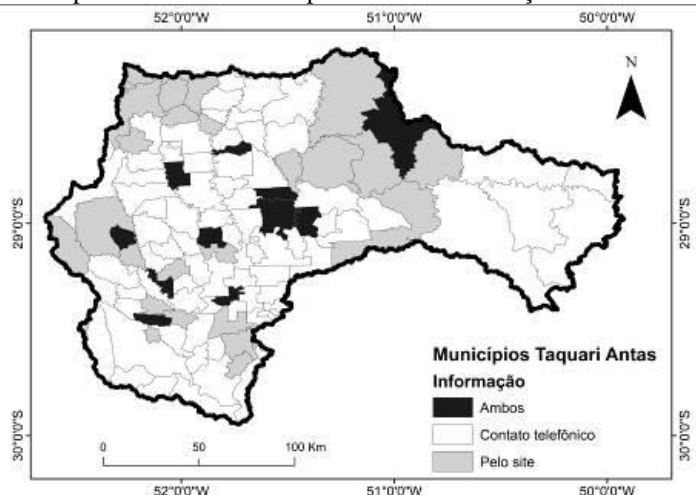 52°0'0"W 51°0'0"W 50°0'0"W
N
29°0'0"S 29°0'0"S
Municípios Taquari Antas
Informação
Ambos
Contato telefônico
Pelo site
30°0'0"S 30°0'0"S
0 50 100 Km
52°0'0"W 51°0'0"W 50°0'0"W